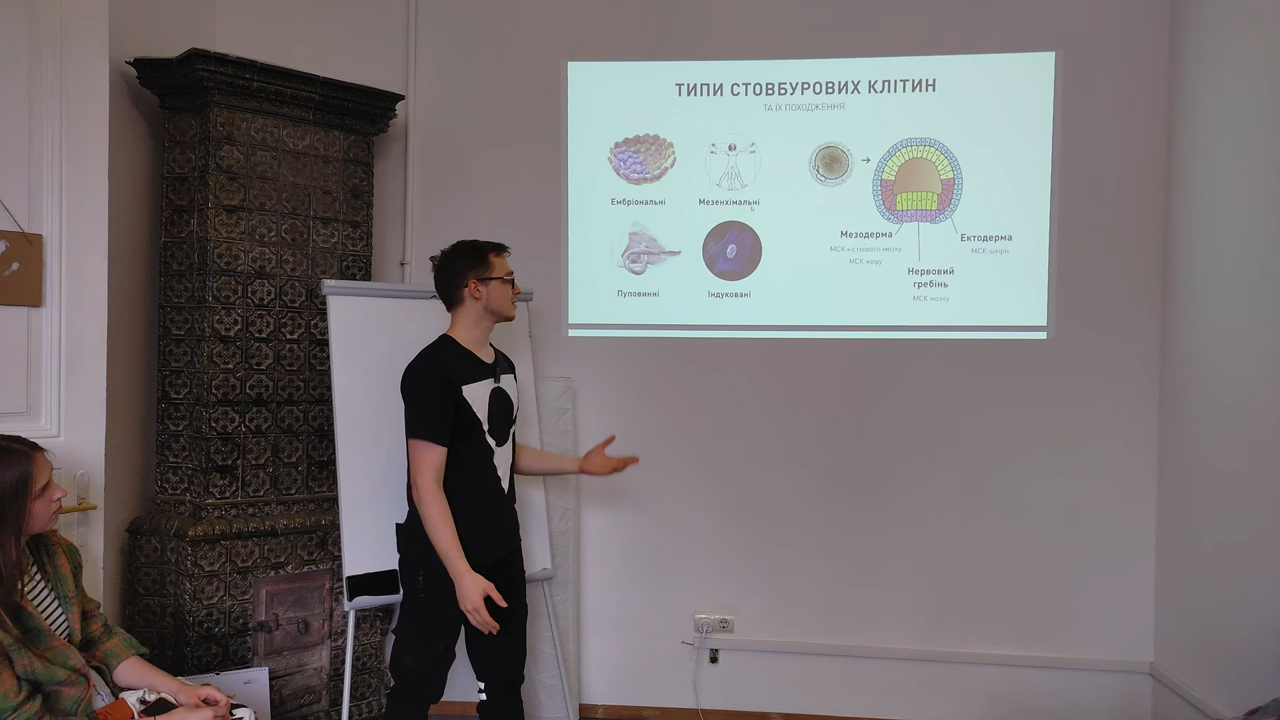 ТИПИ СТОВБУРОВИХ КЛІТИН
ТА ЇХ ПОХОДЖЕННЯ
Ембріональні
Мезенхімальні
Пуповинні
Індуковані
Мезодерма
МСК кісткового мозку
МСК жиру
Ектодерма
МСК шкіри
Нервовий
гребінь
МСК мозку